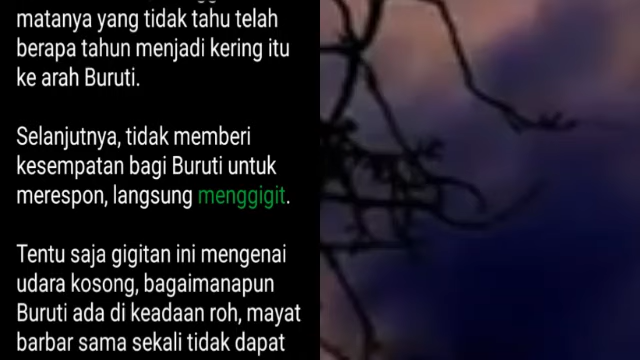 matanya yang tidak tahu telah
berapa tahun menjadi kering itu
ke arah Buruti.
Selanjutnya, tidak memberi
kesempatan bagi Buruti untuk
merespon, langsung menggigit.
Tentu saja gigitan ini mengenai
udara kosong, bagaimanapun
Buruti ada di keadaan roh, mayat
barbar sama sekali tidak dapat